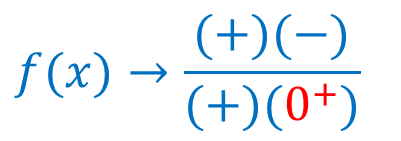 f(x) → (+)(−) / (+)(0⁺)